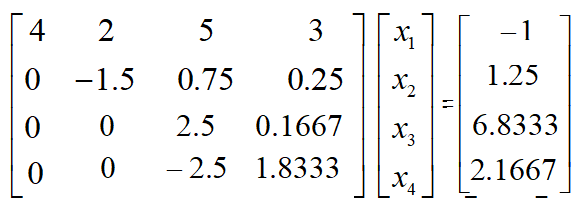 4 2 5 3 x₁ −1
0 −1.5 0.75 0.25 x₂ 1.25
0 0 2.5 0.1667 x₃ = 6.8333
0 0 −2.5 1.8333 x₄ 2.1667